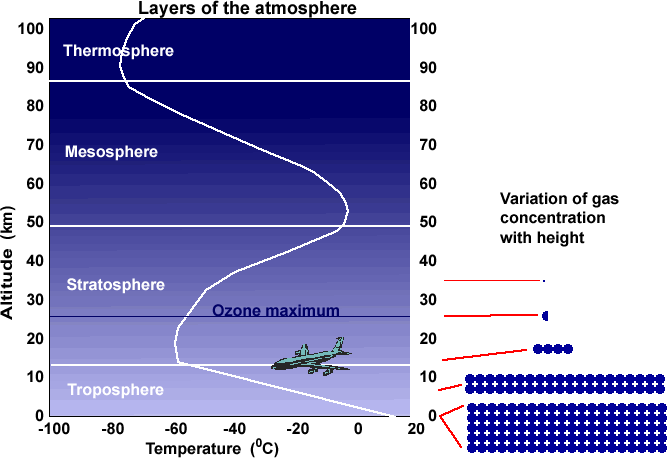 Layers of the atmosphere
100
90
80
70
60
50
40
30
20
10
0
Altitude (km)
Thermosphere
Mesosphere
Stratosphere
Ozone maximum
Troposphere
100
90
80
70
60
50
40
30
20
10
0
-100 -80 -60 -40 -20 0 20
Temperature (⁰C)
Variation of gas
concentration
with height